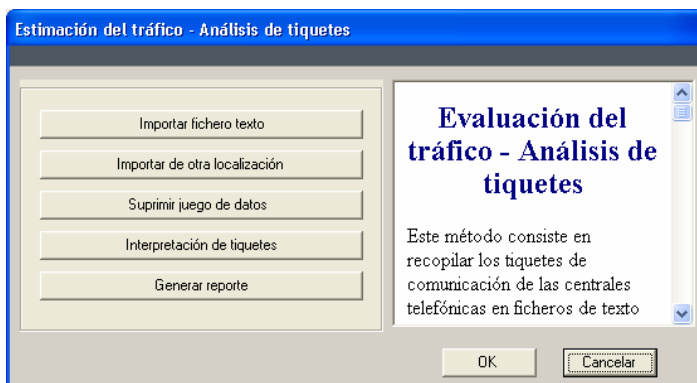 Estimación del tráfico - Análisis de tiquetes
Importar fichero texto
Importar de otra localización
Suprimir juego de datos
Interpretación de tiquetes
Generar reporte
Evaluación del
tráfico - Análisis de
tiquetes
Este método consiste en
recopilar los tiquetes de
comunicación de las centrales
telefónicas en ficheros de texto
OK
Cancelar